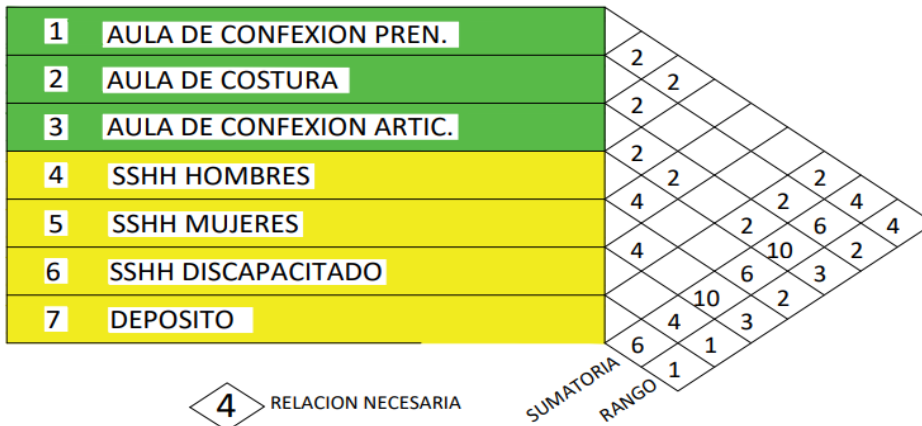 1 AULA DE CONFEXION PREN.
2
2 AULA DE COSTURA 2
2
3 AULA DE CONFEXION ARTIC.
2
4 SSHH HOMBRES 2 2
4 2 4
5 SSHH MUJERES 2 6 4
4 10 2
6 SSHH DISCAPACITADO 6 3
10 2
7 DEPOSITO 4 3
6 1
1
SUMATORIA
RANGO
4 RELACION NECESARIA